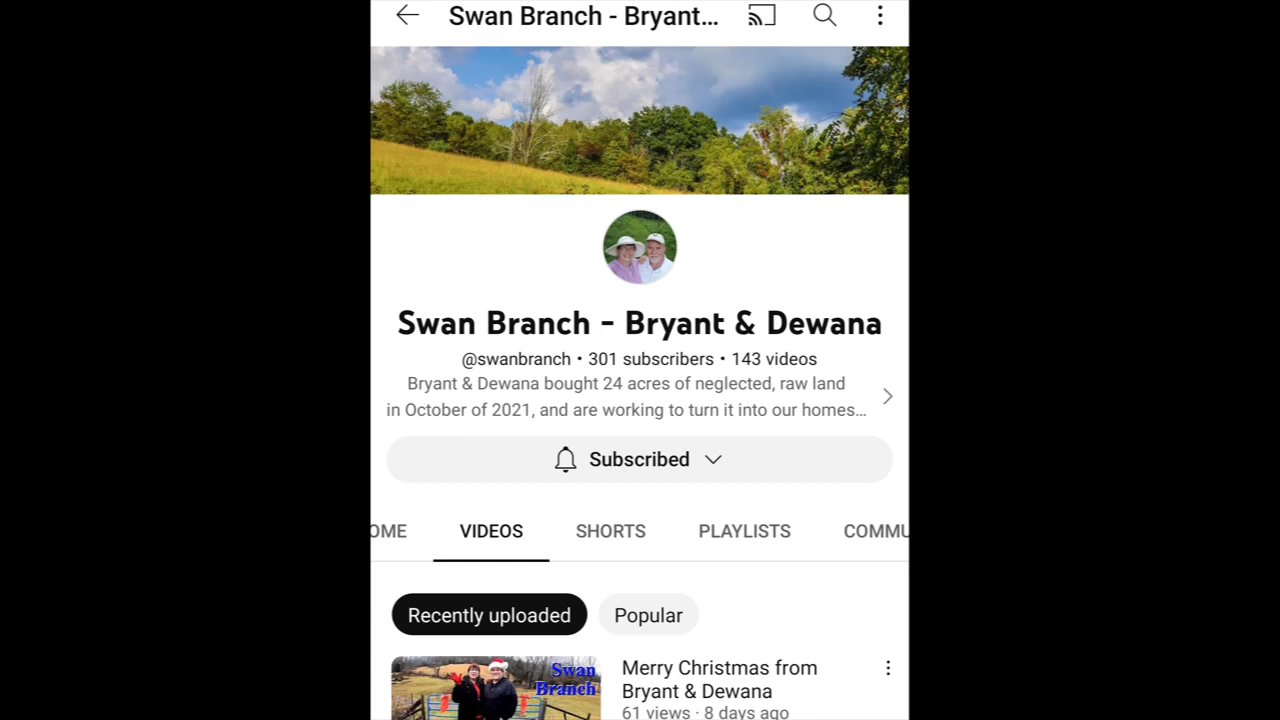 Swan Branch - Bryant...
Swan Branch - Bryant & Dewana
@swanbranch • 301 subscribers • 143 videos
Bryant & Dewana bought 24 acres of neglected, raw land
in October of 2021, and are working to turn it into our homes...
Subscribed
OME VIDEOS SHORTS PLAYLISTS COMMU
Recently uploaded Popular
Swan
Branch
Merry Christmas from
Bryant & Dewana
61 views · 8 days ago